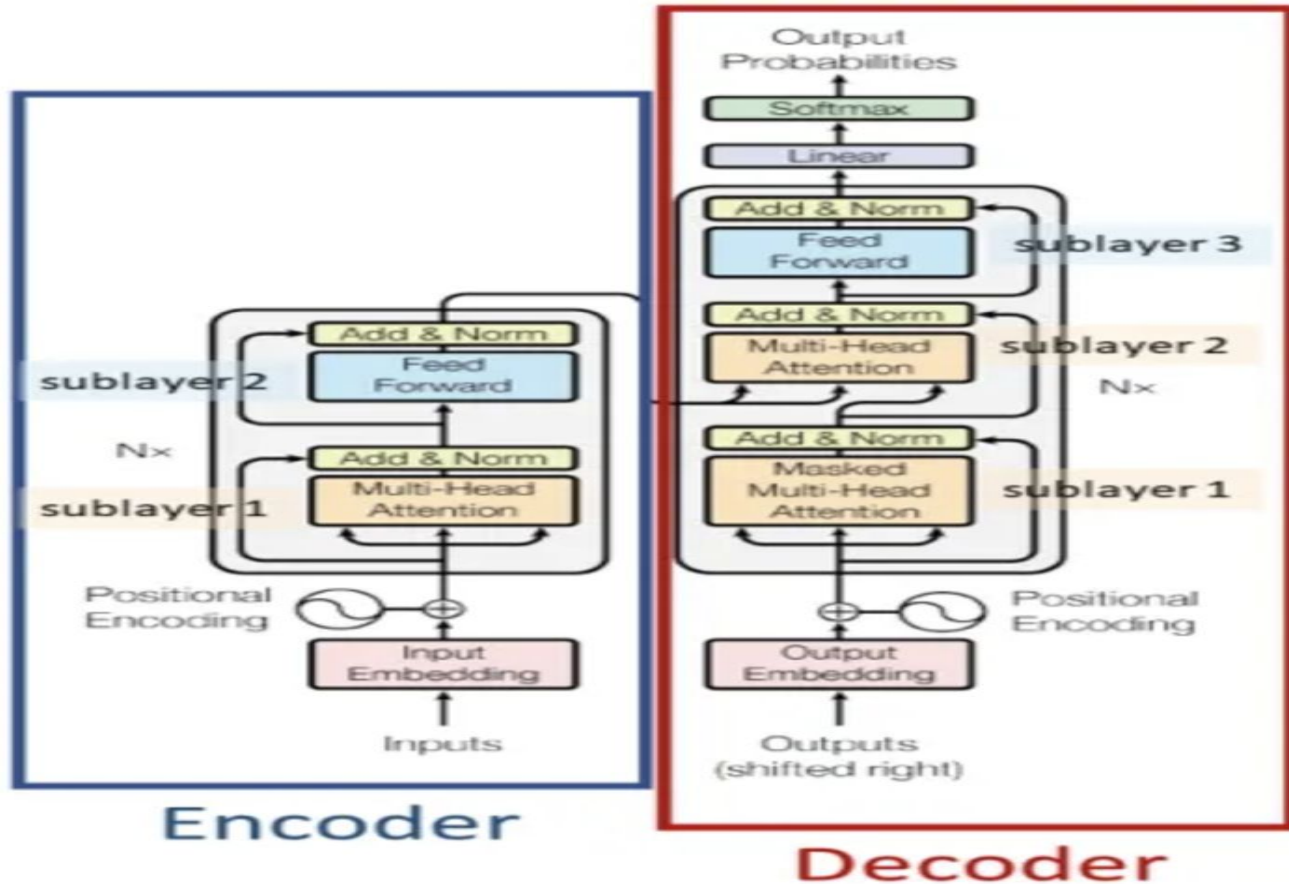 Add & Norm
Feed
Forward
sublayer 2
Nx
Add & Norm
Multi-Head
Attention
sublayer 1
Positional
Encoding
Input
Embedding
Inputs
Encoder
Output
Probabilities
Softmax
Linear
Add & Norm
Feed
Forward
sublayer 3
Add & Norm
Multi-Head
Attention
sublayer 2
Nx
Add & Norm
Masked
Multi-Head
Attention
sublayer 1
Positional
Encoding
Output
Embedding
Outputs
(shifted right)
Decoder